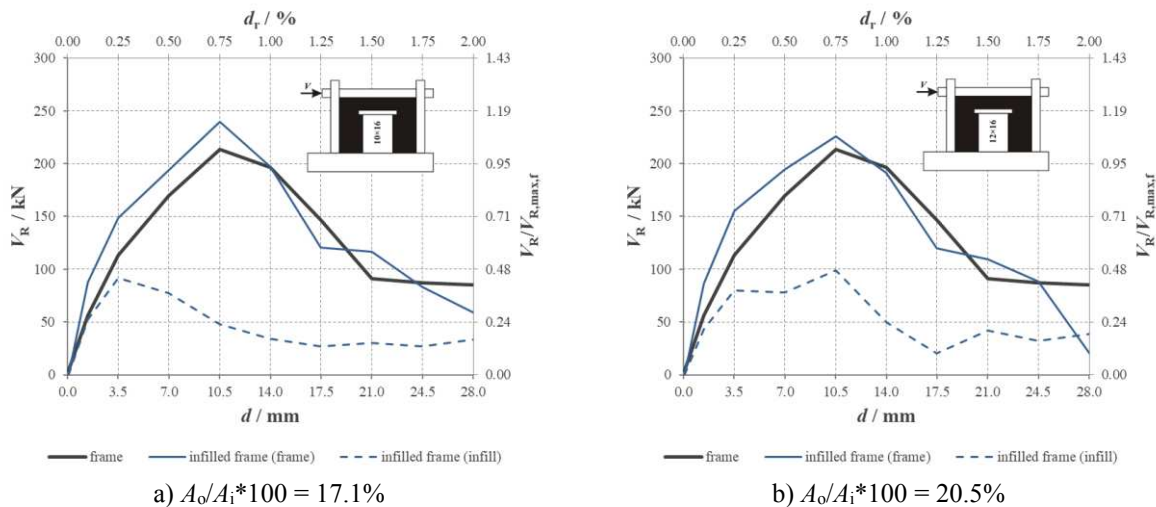 d_r / %
0.00 0.25 0.50 0.75 1.00 1.25 1.50 1.75 2.00
300 1.43
250 1.19
200 0.95
150 0.71
100 0.48
50 0.24
0 0.00
V_R / kN
V_R/V_R,max,f
V
10×16
0.0 3.5 7.0 10.5 14.0 17.5 21.0 24.5 28.0
d / mm
frame infilled frame (frame) infilled frame (infill)
a) A_o/A_i*100 = 17.1%
d_r / %
0.00 0.25 0.50 0.75 1.00 1.25 1.50 1.75 2.00
300 1.43
250 1.19
200 0.95
150 0.71
100 0.48
50 0.24
0 0.00
V_R / kN
V_R/V_R,max,f
V
12×16
0.0 3.5 7.0 10.5 14.0 17.5 21.0 24.5 28.0
d / mm
frame infilled frame (frame) infilled frame (infill)
b) A_o/A_i*100 = 20.5%